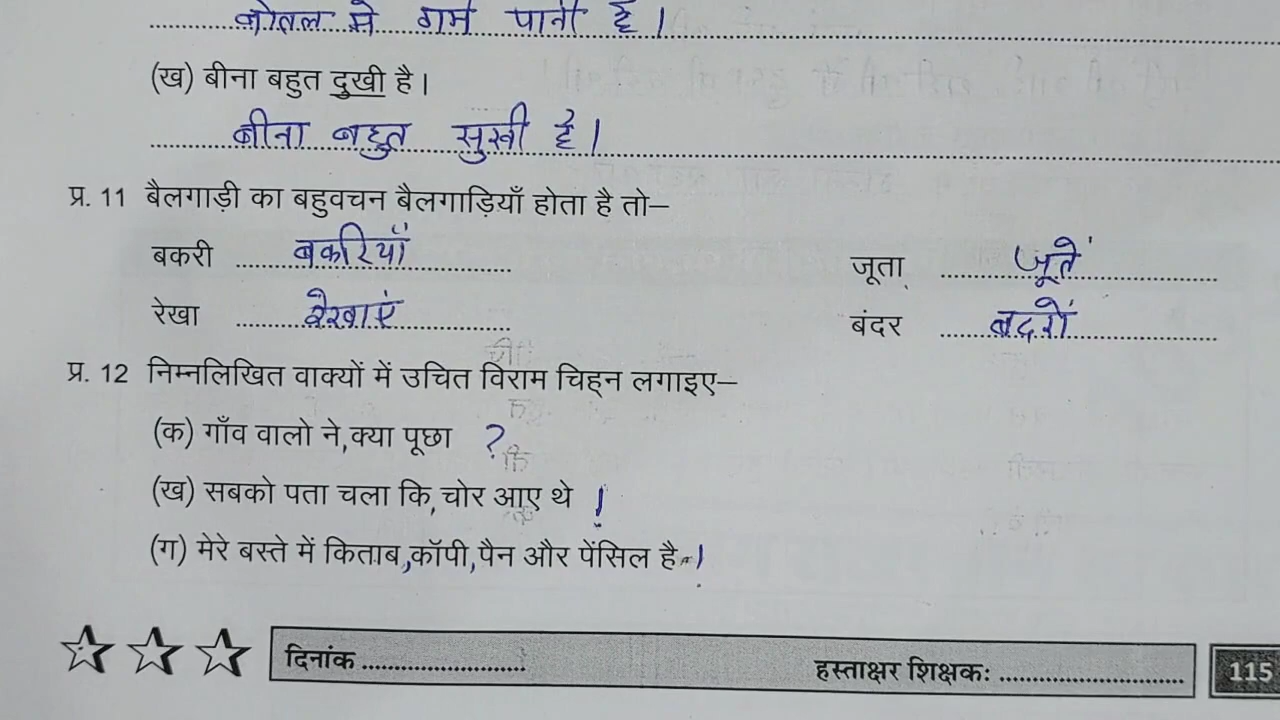 बोतल मे गर्म पानी है।
(ख) बीना बहुत दुखी है।
बीना बहुत सुखी है।
प्र. 11 बैलगाड़ी का बहुवचन बैलगाड़ियाँ होता है तो–
बकरी बकरियाँ जूता जूतें
रेखा रेखाएं बंदर बदरों
प्र. 12 निम्नलिखित वाक्यों में उचित विराम चिह्न लगाइए–
(क) गाँव वालो ने,क्या पूछा ?
(ख) सबको पता चला कि,चोर आए थे !
(ग) मेरे बस्ते में किताब,कॉपी,पैन और पेंसिल है।
दिनांक ........................ हस्ताक्षर शिक्षक: ........................... 115